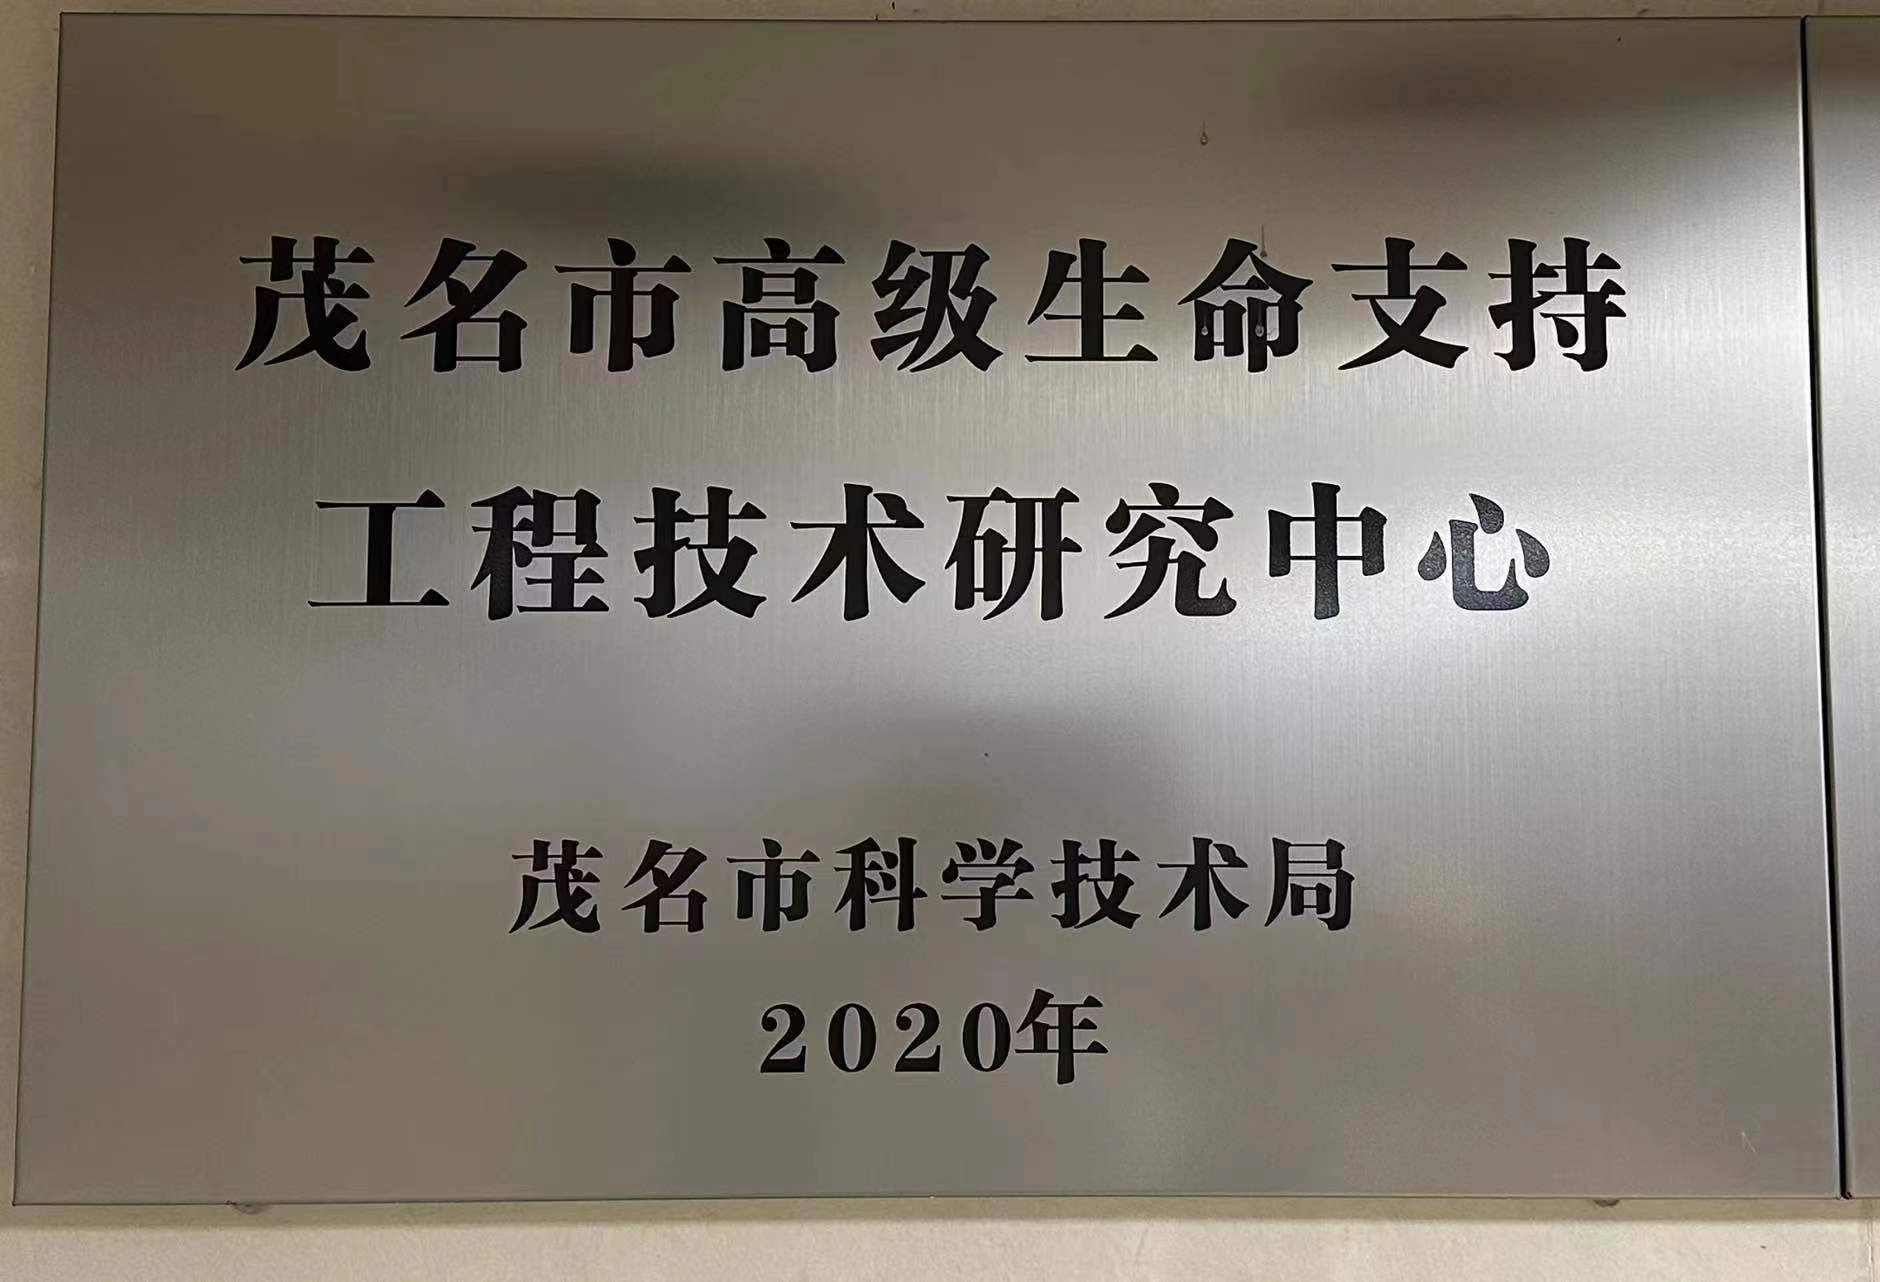 茂名市高级生命支持
工程技术研究中心
茂名市科学技术局
2020年